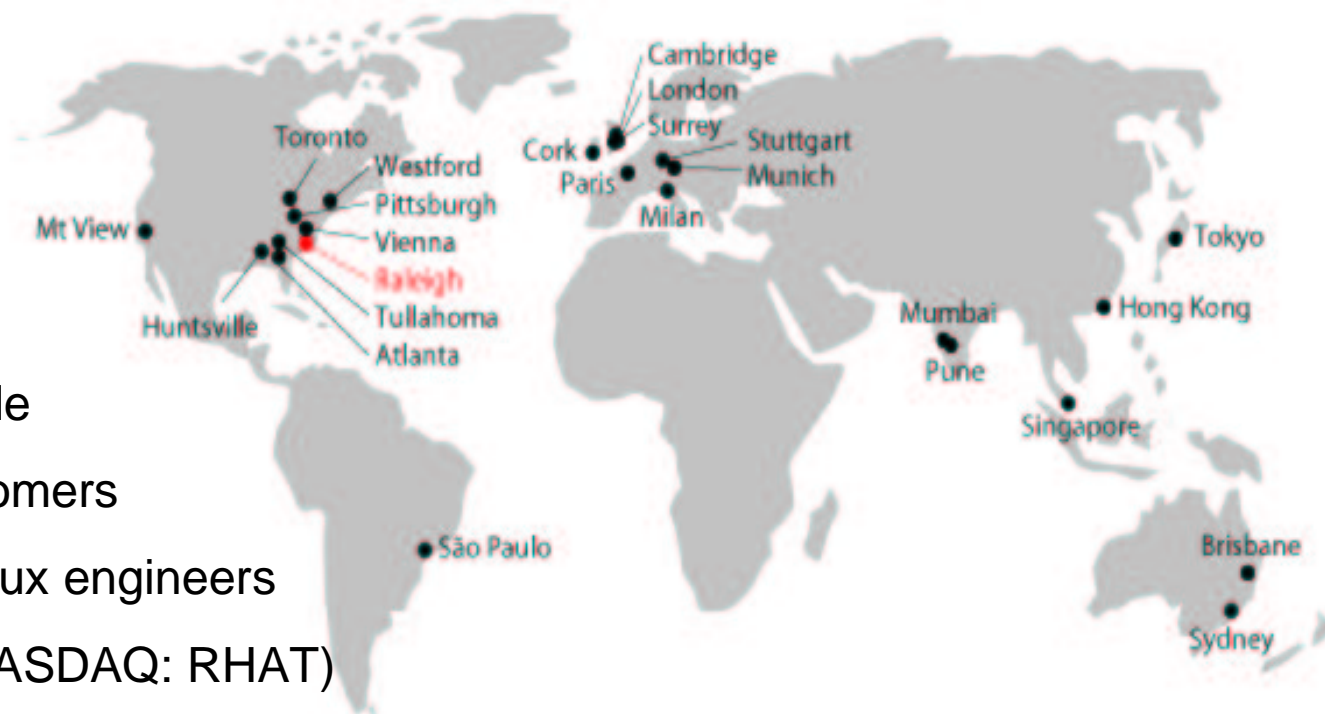 Cambridge
London
Surrey
Cork
Paris
Stuttgart
Munich
Milan
Toronto
Westford
Pittsburgh
Vienna
Raleigh
Tullahoma
Atlanta
Mt View
Huntsville
Tokyo
Hong Kong
Mumbai
Pune
Singapore
São Paulo
Brisbane
Sydney
le
omers
ux engineers
ASDAQ: RHAT)